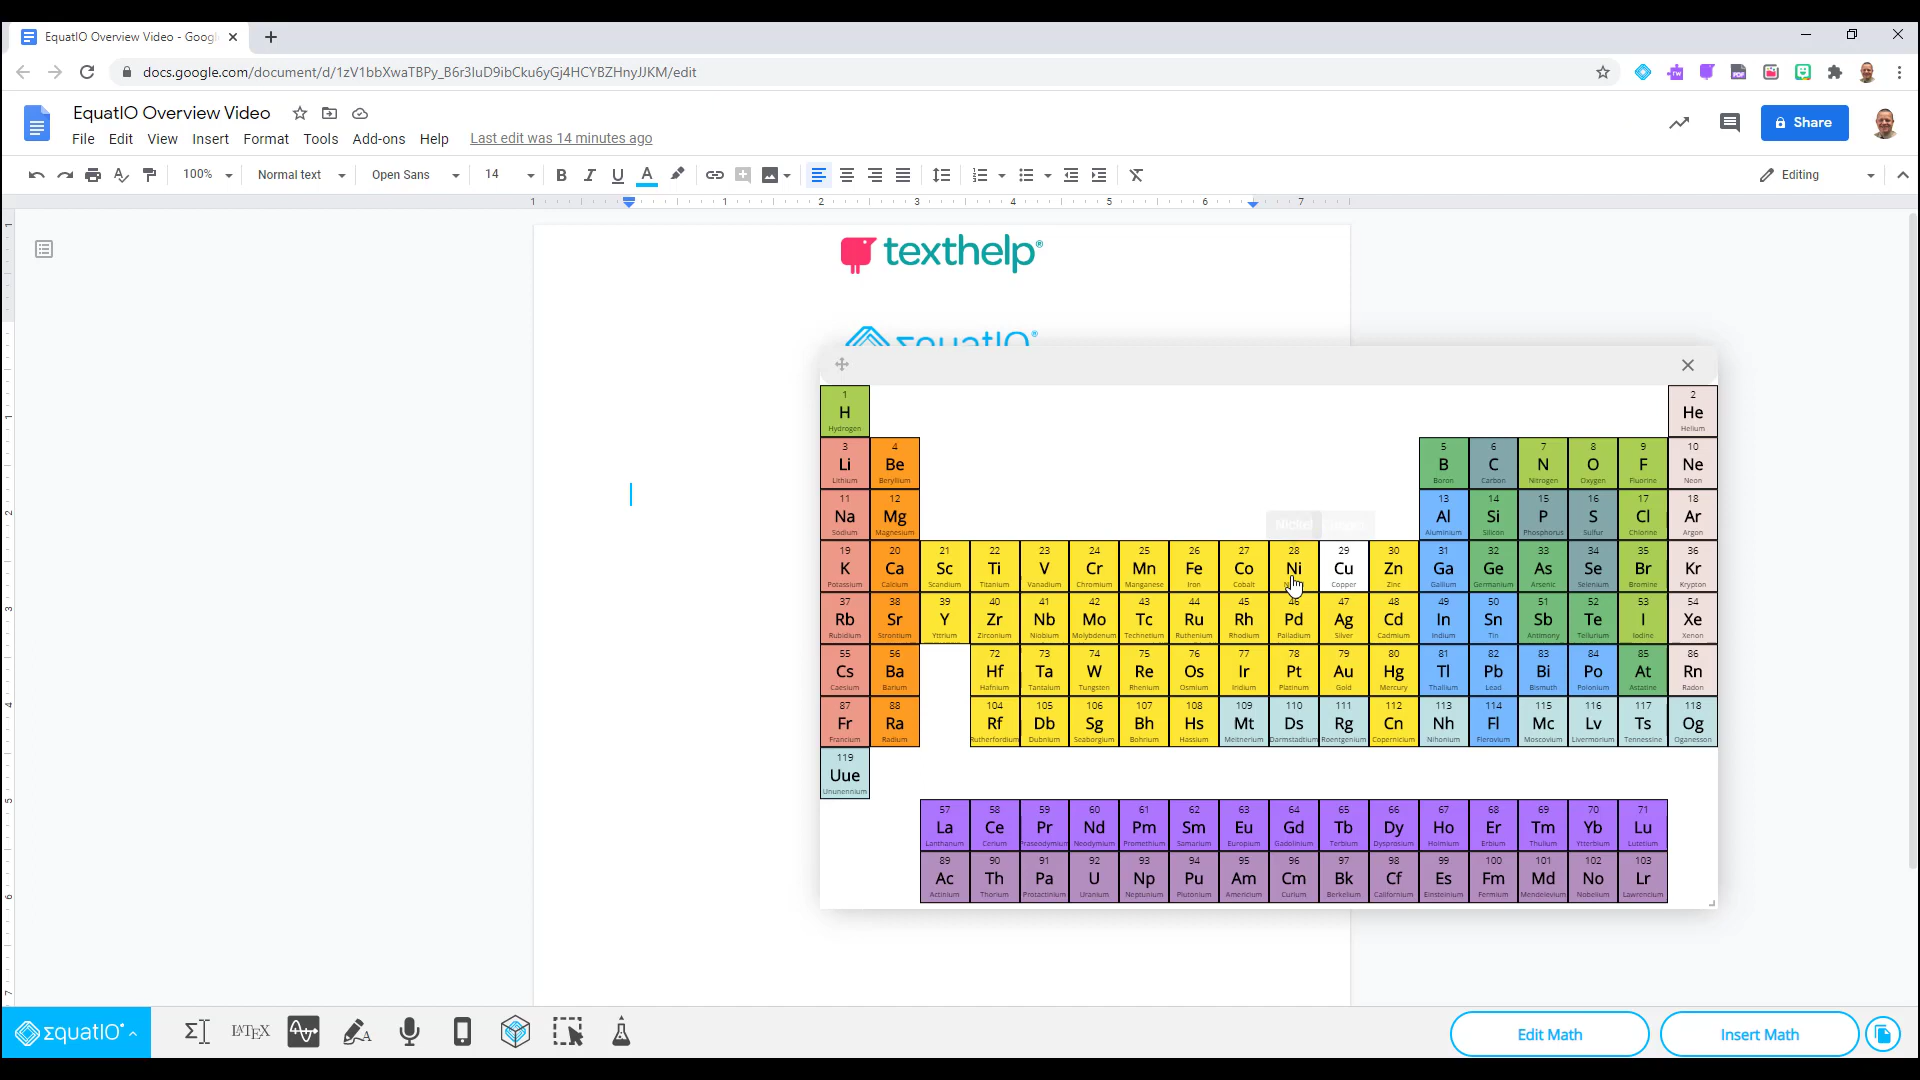 EquatIO Overview Video - Googl
docs.google.com/document/d/1zV1bbXwaTBPy_B6r3IuD9ibCku6yGj4HCYBZHnyJJKM/edit
EquatIO Overview Video
File Edit View Insert Format Tools Add-ons Help Last edit was 14 minutes ago
Share
100% Normal text Open Sans 14 B I U A Editing
1 1 2 3 4 5 6 7
texthelp®
ΣquatIO®
1 2
H He
Hydrogen Helium
3 4 5 6 7 8 9 10
Li Be B C N O F Ne
Lithium Beryllium Boron Carbon Nitrogen Oxygen Fluorine Neon
11 12 13 14 15 16 17 18
Na Mg Al Si P S Cl Ar
Sodium Magnesium Aluminium Silicon Phosphorus Sulfur Chlorine Argon
Nickel
19 20 21 22 23 24 25 26 27 28 29 30 31 32 33 34 35 36
K Ca Sc Ti V Cr Mn Fe Co Ni Cu Zn Ga Ge As Se Br Kr
Potassium Calcium Scandium Titanium Vanadium Chromium Manganese Iron Cobalt Copper Zinc Gallium Germanium Arsenic Selenium Bromine Krypton
37 38 39 40 41 42 43 44 45 46 47 48 49 50 51 52 53 54
Rb Sr Y Zr Nb Mo Tc Ru Rh Pd Ag Cd In Sn Sb Te I Xe
Rubidium Strontium Yttrium Zirconium Niobium Molybdenum Technetium Ruthenium Rhodium Palladium Silver Cadmium Indium Tin Antimony Tellurium Iodine Xenon
55 56 72 73 74 75 76 77 78 79 80 81 82 83 84 85 86
Cs Ba Hf Ta W Re Os Ir Pt Au Hg Tl Pb Bi Po At Rn
Caesium Barium Hafnium Tantalum Tungsten Rhenium Osmium Iridium Platinum Gold Mercury Thallium Lead Bismuth Polonium Astatine Radon
87 88 104 105 106 107 108 109 110 111 112 113 114 115 116 117 118
Fr Ra Rf Db Sg Bh Hs Mt Ds Rg Cn Nh Fl Mc Lv Ts Og
Francium Radium Rutherfordium Dubnium Seaborgium Bohrium Hassium Meitnerium Darmstadtium Roentgenium Copernicium Nihonium Flerovium Moscovium Livermorium Tennessine Oganesson
119
Uue
Ununennium
57 58 59 60 61 62 63 64 65 66 67 68 69 70 71
La Ce Pr Nd Pm Sm Eu Gd Tb Dy Ho Er Tm Yb Lu
Lanthanum Cerium Praseodymium Neodymium Promethium Samarium Europium Gadolinium Terbium Dysprosium Holmium Erbium Thulium Ytterbium Lutetium
89 90 91 92 93 94 95 96 97 98 99 100 101 102 103
Ac Th Pa U Np Pu Am Cm Bk Cf Es Fm Md No Lr
Actinium Thorium Protactinium Uranium Neptunium Plutonium Americium Curium Berkelium Californium Einsteinium Fermium Mendelevium Nobelium Lawrencium
ΣquatIO® LATEX Edit Math Insert Math